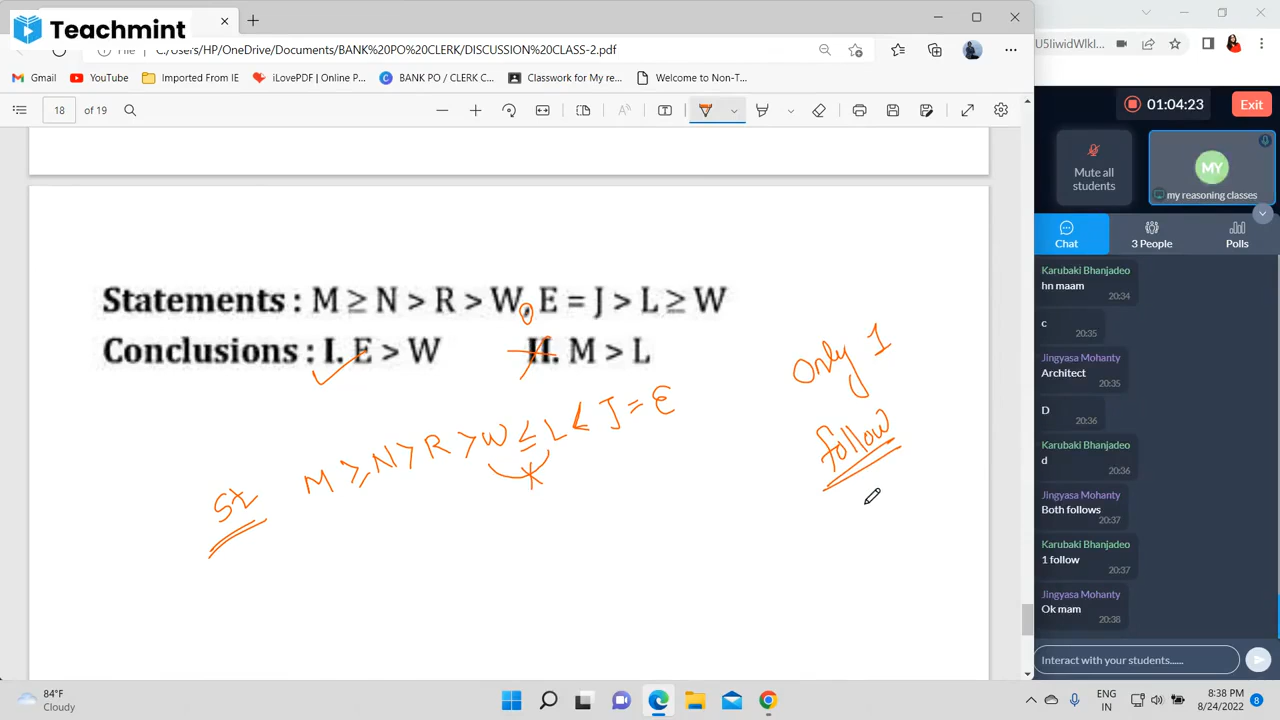 Teachmint
File C:/Users/HP/OneDrive/Documents/BANK%20PO%20CLERK/DISCUSSION%20CLASS-2.pdf
U5IiwidWlkI...
Gmail YouTube Imported From IE iLovePDF | Online P... BANK PO / CLERK C... Classwork for My re... Welcome to Non-T...
18 of 19
01:04:23 Exit
Mute all
students
MY
my reasoning classes
Chat 3 People Polls
Statements : M ≥ N > R > W, E = J > L ≥ W
Conclusions : I. E > W II. M > L
Only 1
follow
St M ≥ N > R > W ≤ L < J = E
Karubaki Bhanjadeo
hn maam
20:34
c
20:35
Jingyasa Mohanty
Architect
20:35
D
20:36
Karubaki Bhanjadeo
d
20:36
Jingyasa Mohanty
Both follows
20:37
Karubaki Bhanjadeo
1 follow
20:37
Jingyasa Mohanty
Ok mam
20:38
Interact with your students......
84°F
Cloudy
ENG
IN
8:38 PM
8/24/2022
8